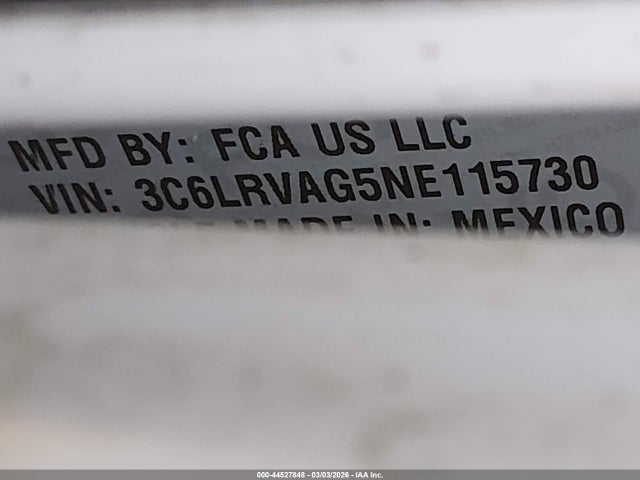 MFD BY: FCA US LLC
VIN: 3C6LRVAG5NE115730
MADE IN: MEXICO
000-44527848 - 03/03/2026 - IAA Inc.